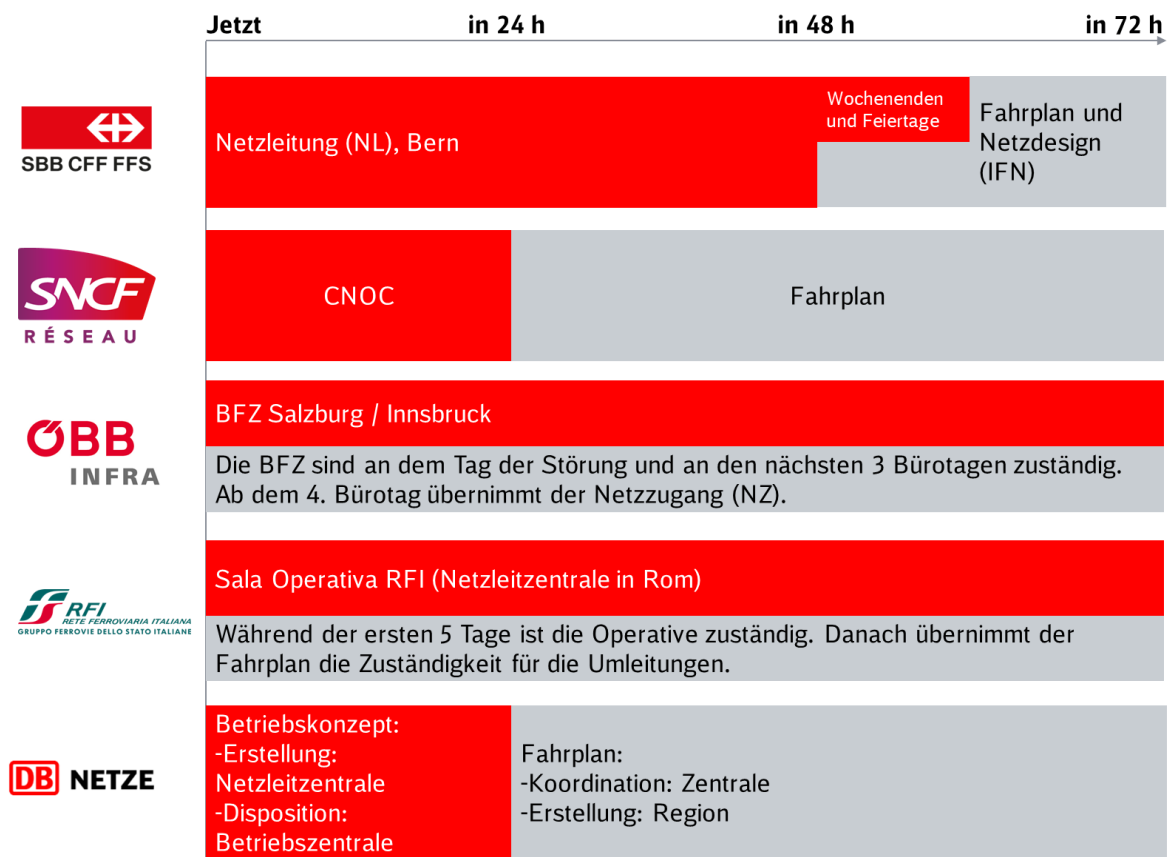 Jetzt in 24 h in 48 h in 72 h
SBB CFF FFS
Netzleitung (NL), Bern
Wochenenden
und Feiertage
Fahrplan und
Netzdesign
(IFN)
SNCF
RÉSEAU
CNOC
Fahrplan
ÖBB
INFRA
BFZ Salzburg / Innsbruck
Die BFZ sind an dem Tag der Störung und an den nächsten 3 Bürotagen zuständig.
Ab dem 4. Bürotag übernimmt der Netzzugang (NZ).
RFI
RETE FERROVIARIA ITALIANA
GRUPPO FERROVIE DELLO STATO ITALIANE
Sala Operativa RFI (Netzleitzentrale in Rom)
Während der ersten 5 Tage ist die Operative zuständig. Danach übernimmt der
Fahrplan die Zuständigkeit für die Umleitungen.
DB NETZE
Betriebskonzept:
-Erstellung:
Netzleitzentrale
-Disposition:
Betriebszentrale
Fahrplan:
-Koordination: Zentrale
-Erstellung: Region